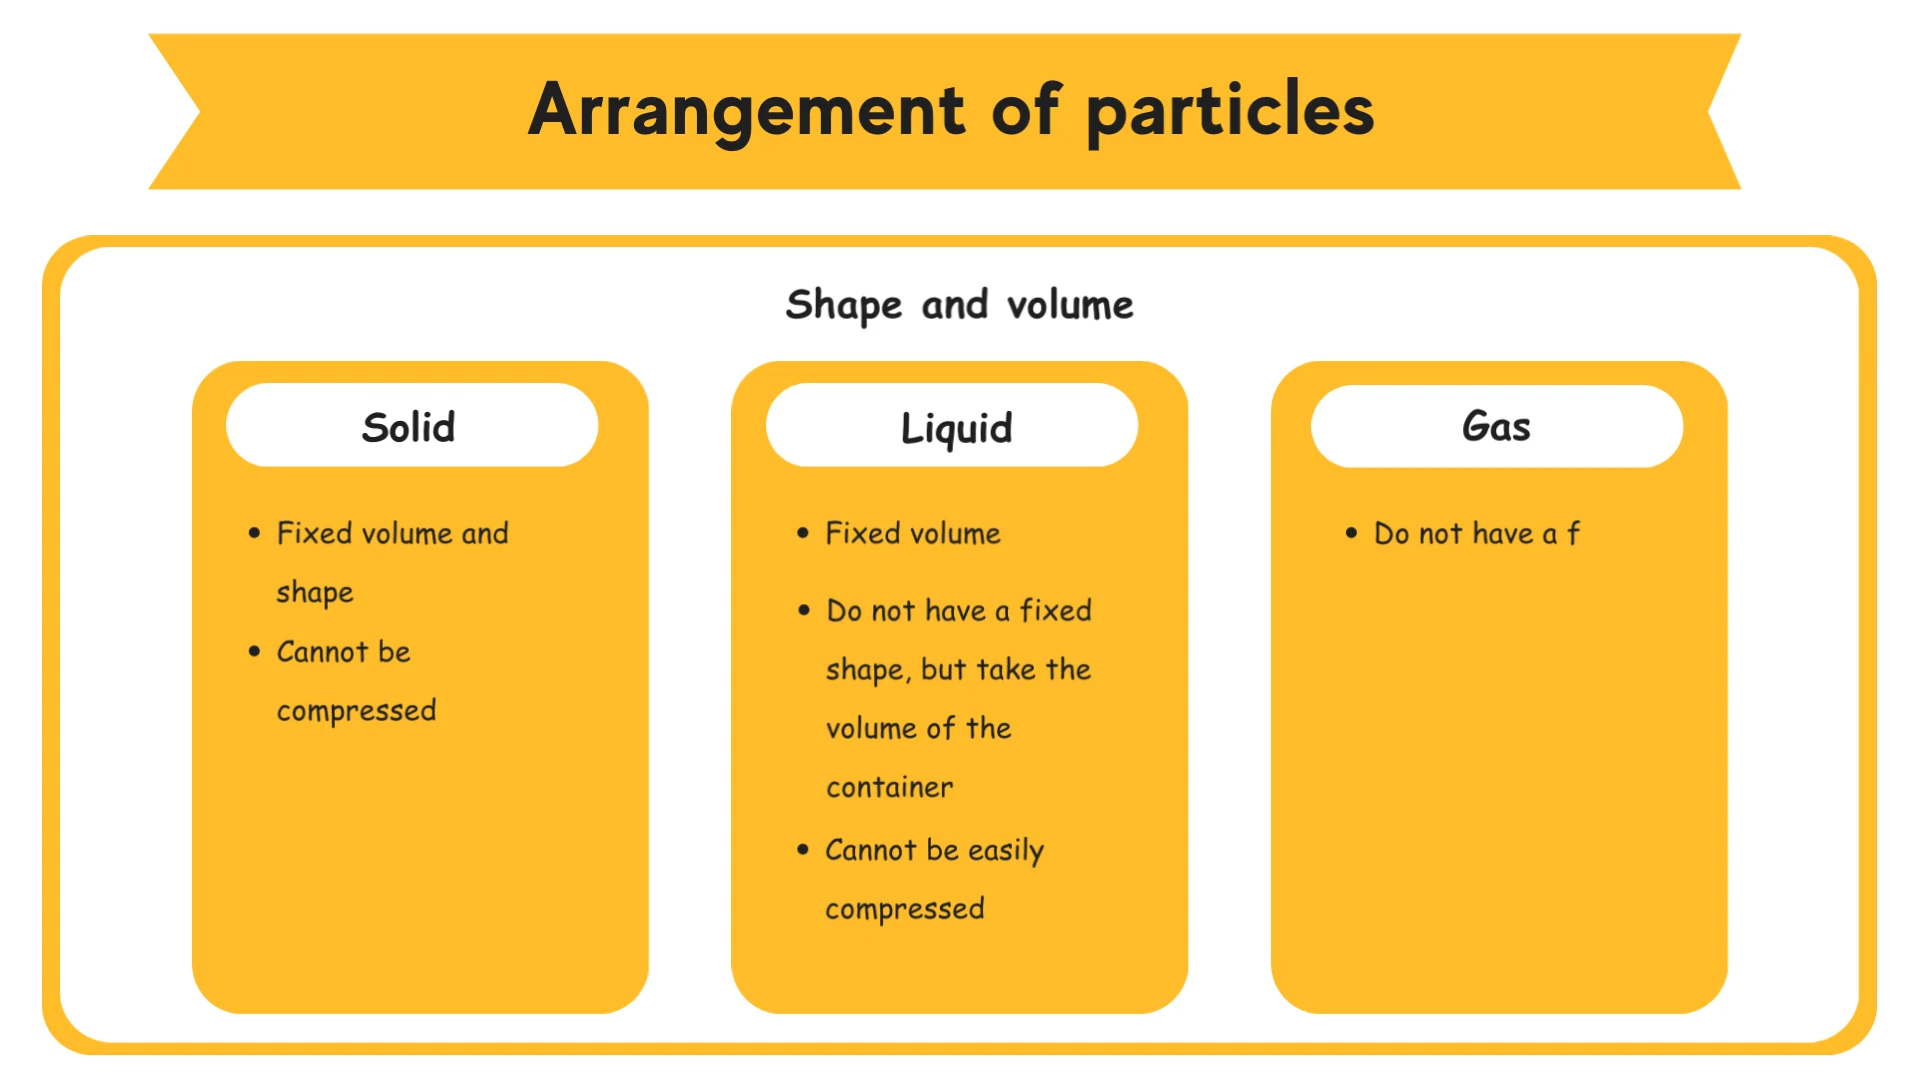 Arrangement of particles
Shape and volume
Solid
• Fixed volume and
shape
• Cannot be
compressed
Liquid
• Fixed volume
• Do not have a fixed
shape, but take the
volume of the
container
• Cannot be easily
compressed
Gas
• Do not have a f